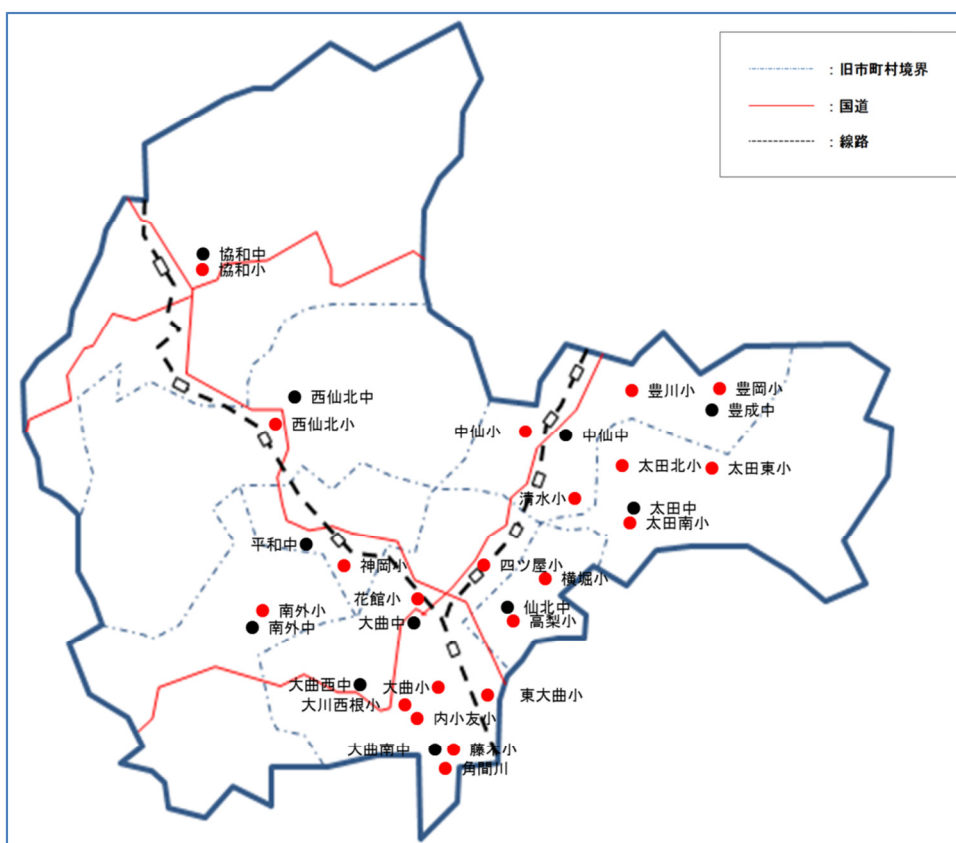 ：旧市町村境界
：国道
：線路
協和中
協和小
西仙北中
西仙北小
豊川小
豊岡小
豊成中
中仙小
中仙中
太田北小
太田東小
清水小
太田中
太田南小
平和中
神岡小
四ツ屋小
横堀小
花館小
仙北中
南外小
大曲中
高梨小
南外中
大曲西中
大曲小
東大曲小
大川西根小
内小友小
大曲南中
藤木小
角間川